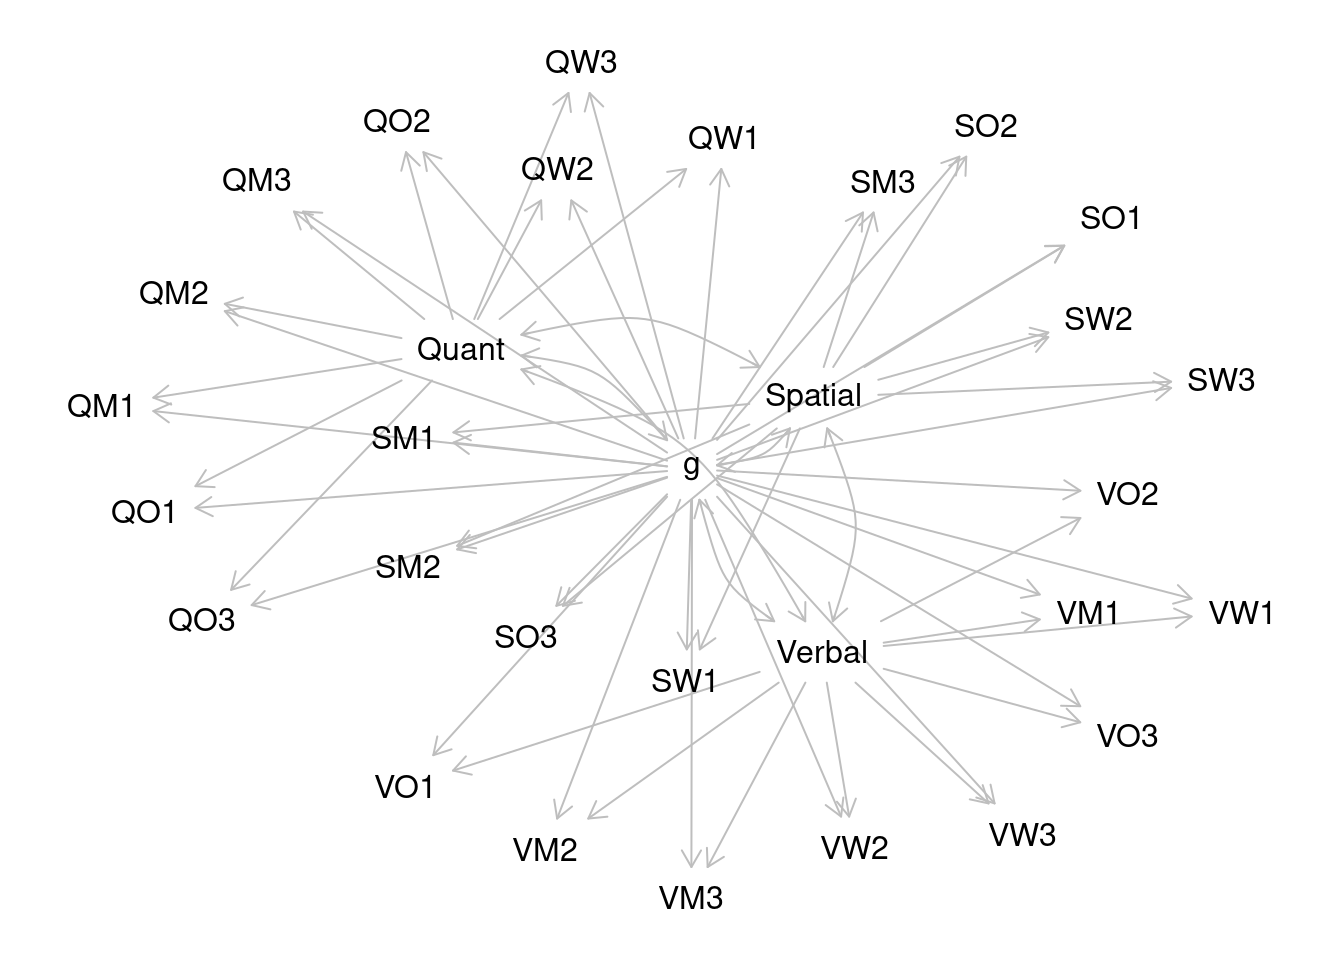 QW3
QO2
SO2
QW1
QW2
QM3
SM3
SO1
QM2
SW2
Quant
SW3
Spatial
QM1
SM1
g
VO2
QO1
SM2
VM1
VW1
QO3
SO3
Verbal
SW1
VO3
VO1
VW3
VW2
VM2
VM3